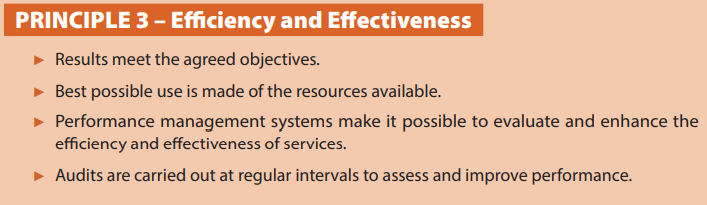 PRINCIPLE 3 – Efficiency and Effectiveness
► Results meet the agreed objectives.
► Best possible use is made of the resources available.
► Performance management systems make it possible to evaluate and enhance the
efficiency and effectiveness of services.
► Audits are carried out at regular intervals to assess and improve performance.